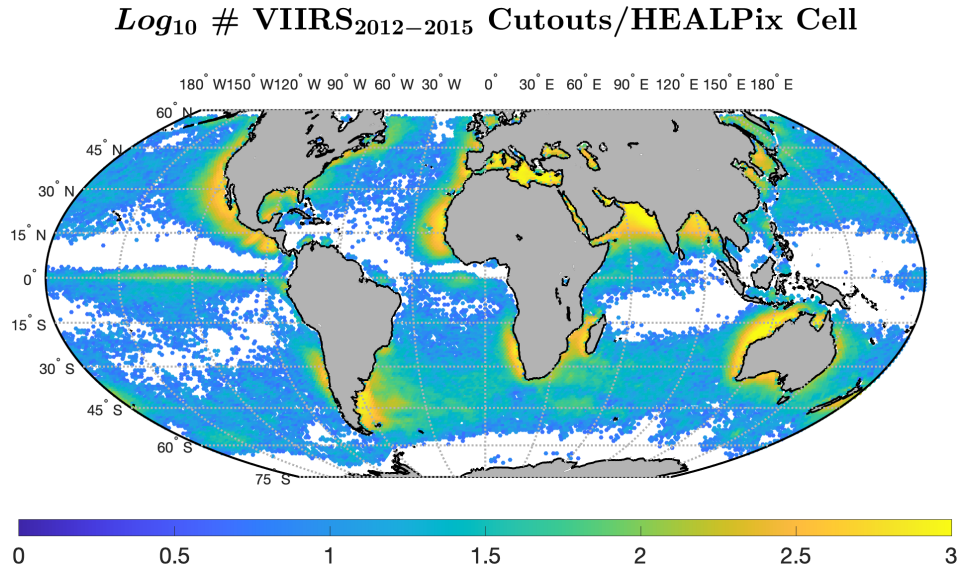 Log₁₀ # VIIRS₂₀₁₂₋₂₀₁₅ Cutouts/HEALPix Cell
180° W150° W120° W 90° W 60° W 30° W 0° 30° E 60° E 90° E 120° E 150° E 180° E
60° N
45° N
30° N
15° N
0°
15° S
30° S
45° S
60° S
75° S
0 0.5 1 1.5 2 2.5 3